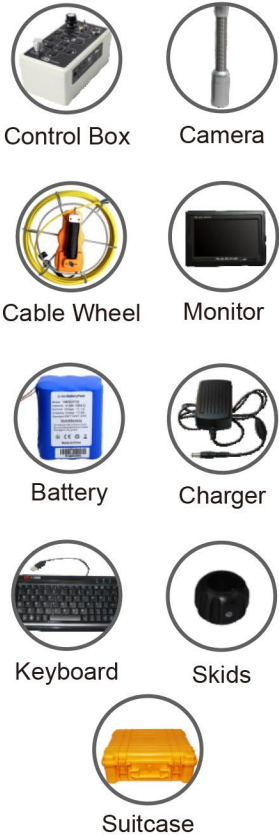 Control Box
Camera
Cable Wheel
Monitor
Battery
Charger
Keyboard
Skids
Suitcase